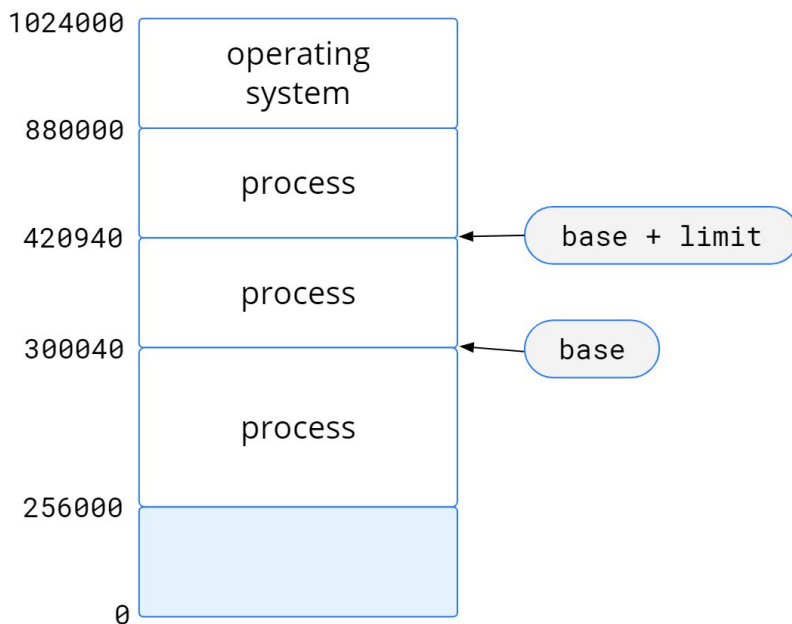 1024000
operating
system
880000
process
420940
base + limit
process
300040
base
process
256000
0